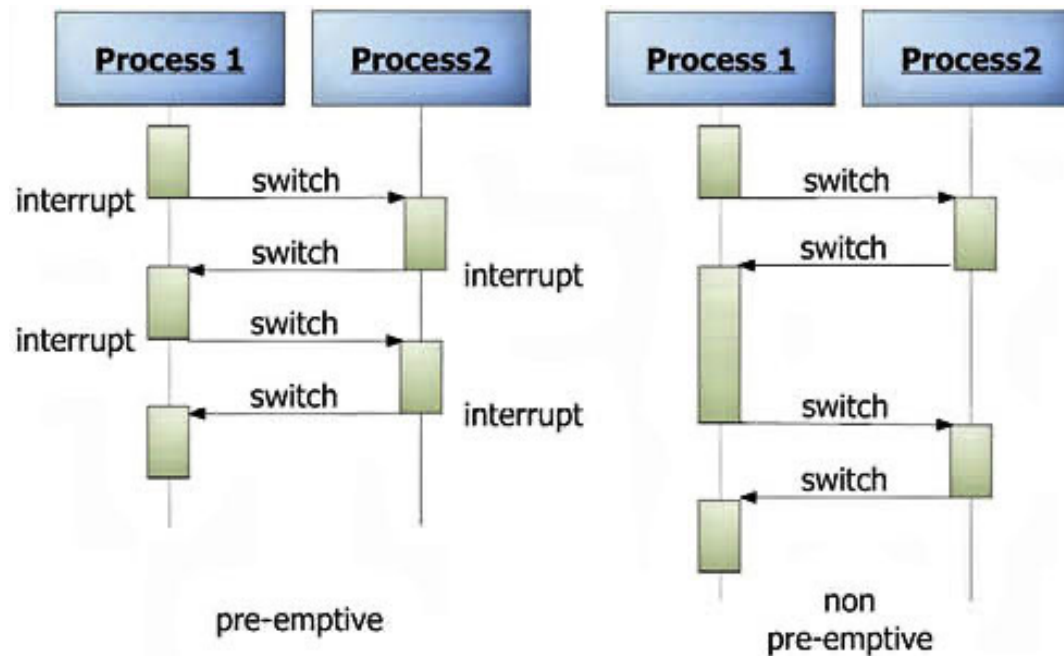 Process 1
Process2
switch
interrupt
switch
interrupt
switch
interrupt
switch
interrupt
pre-emptive
Process 1
Process2
switch
switch
switch
switch
non
pre-emptive